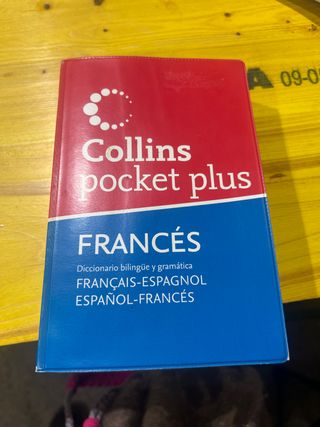 Collins
pocket plus
FRANCÉS
Diccionario bilingüe y gramática
FRANÇAIS-ESPAGNOL
ESPAÑOL-FRANCÉS